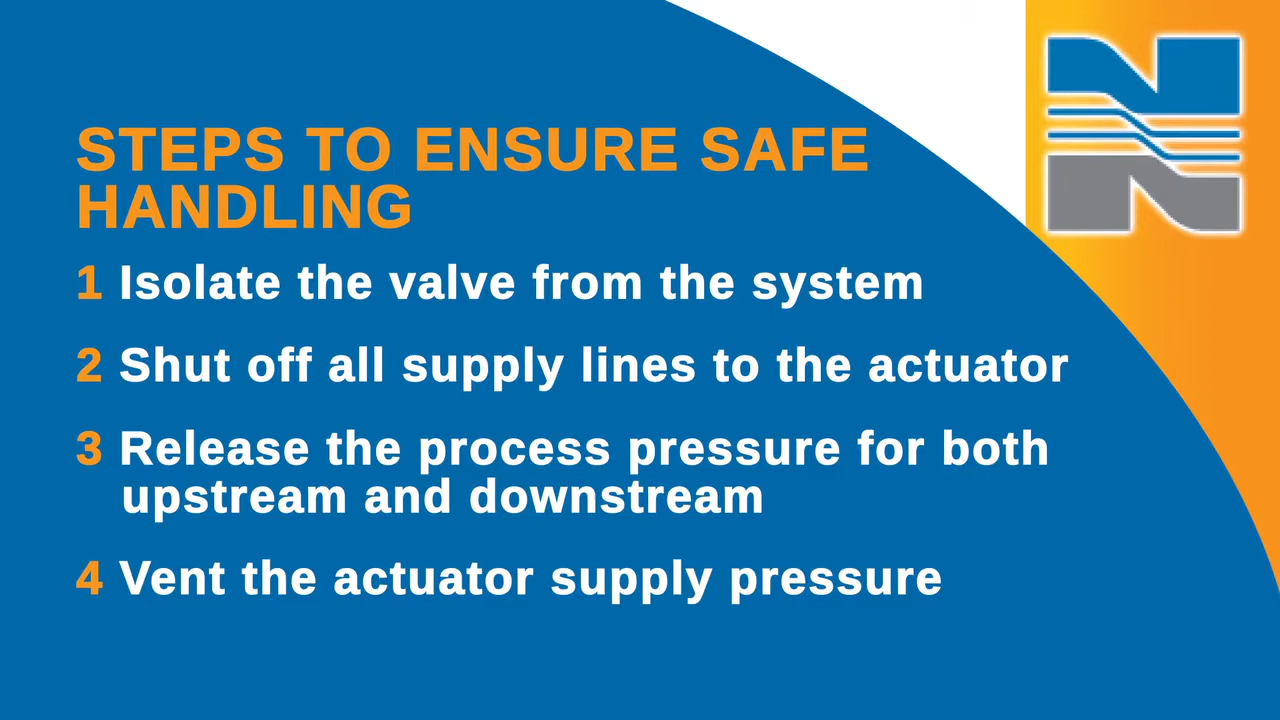 STEPS TO ENSURE SAFE
HANDLING
1 Isolate the valve from the system
2 Shut off all supply lines to the actuator
3 Release the process pressure for both
upstream and downstream
4 Vent the actuator supply pressure